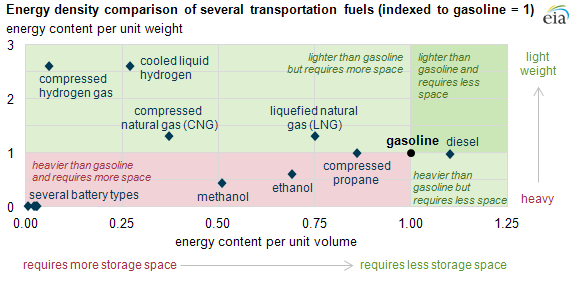 Energy density comparison of several transportation fuels (indexed to gasoline = 1)
energy content per unit weight
eia
3
2
1
0
compressed
hydrogen gas
cooled liquid
hydrogen
lighter than gasoline
but requires more space
lighter than
gasoline and
requires less
space
light
weight
compressed
natural gas (CNG)
liquefied natural
gas (LNG)
gasoline
diesel
heavier than gasoline
and requires more space
compressed
propane
heavier than
gasoline but
requires less space
several battery types
methanol
ethanol
heavy
0.00
0.25
0.50
0.75
1.00
1.25
energy content per unit volume
requires more storage space
requires less storage space